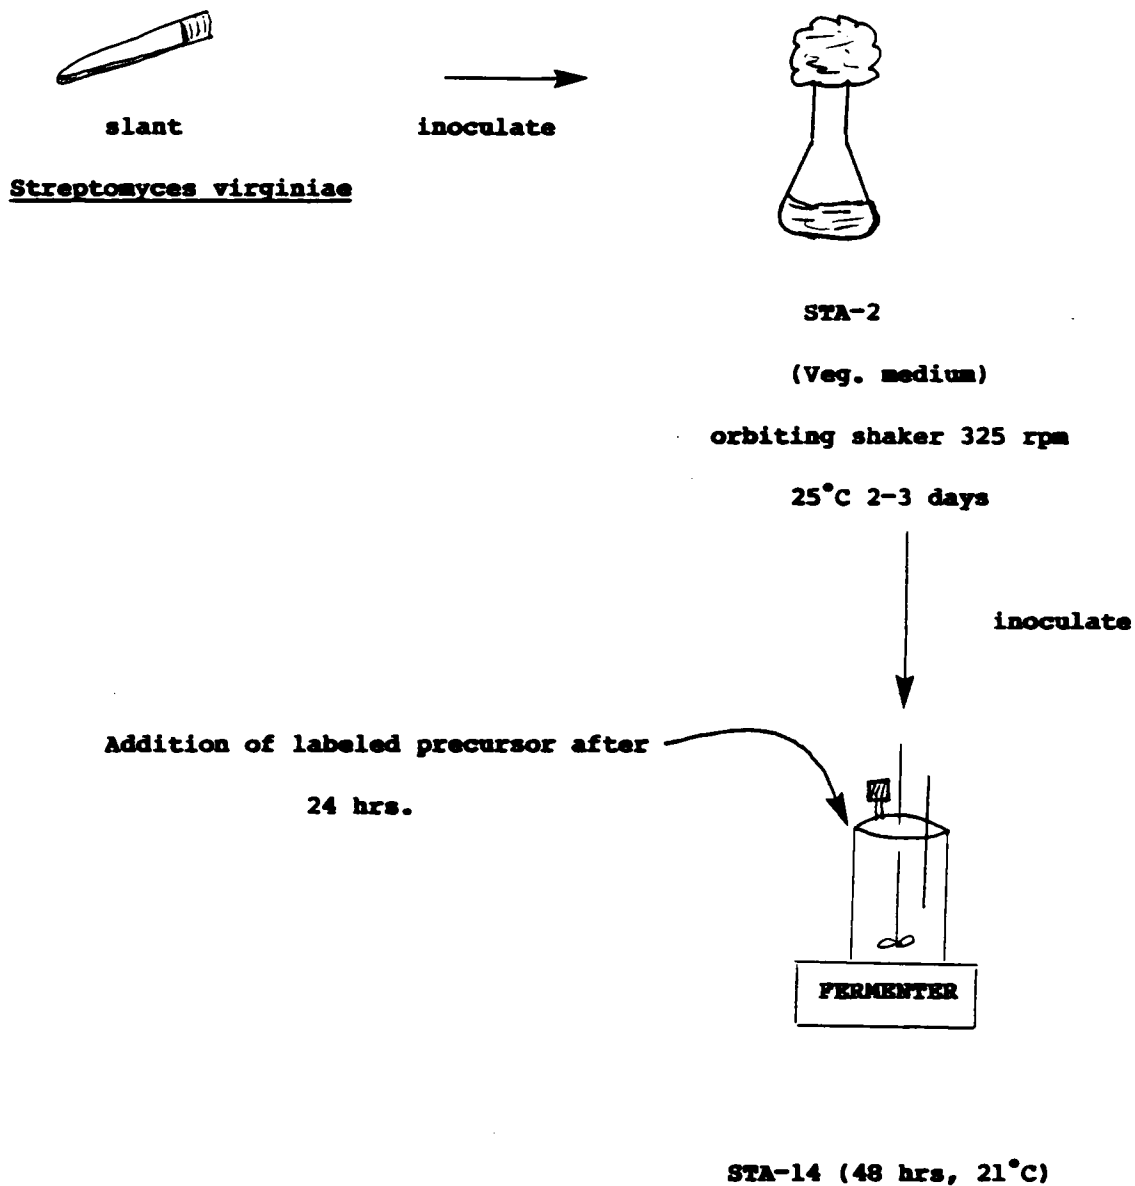 slant
inoculate
Streptomyces virginiae
STA-2
(Veg. medium)
orbiting shaker 325 rpm
25°C 2-3 days
inoculate
Addition of labeled precursor after
24 hrs.
FERMENTER
STA-14 (48 hrs, 21°C)